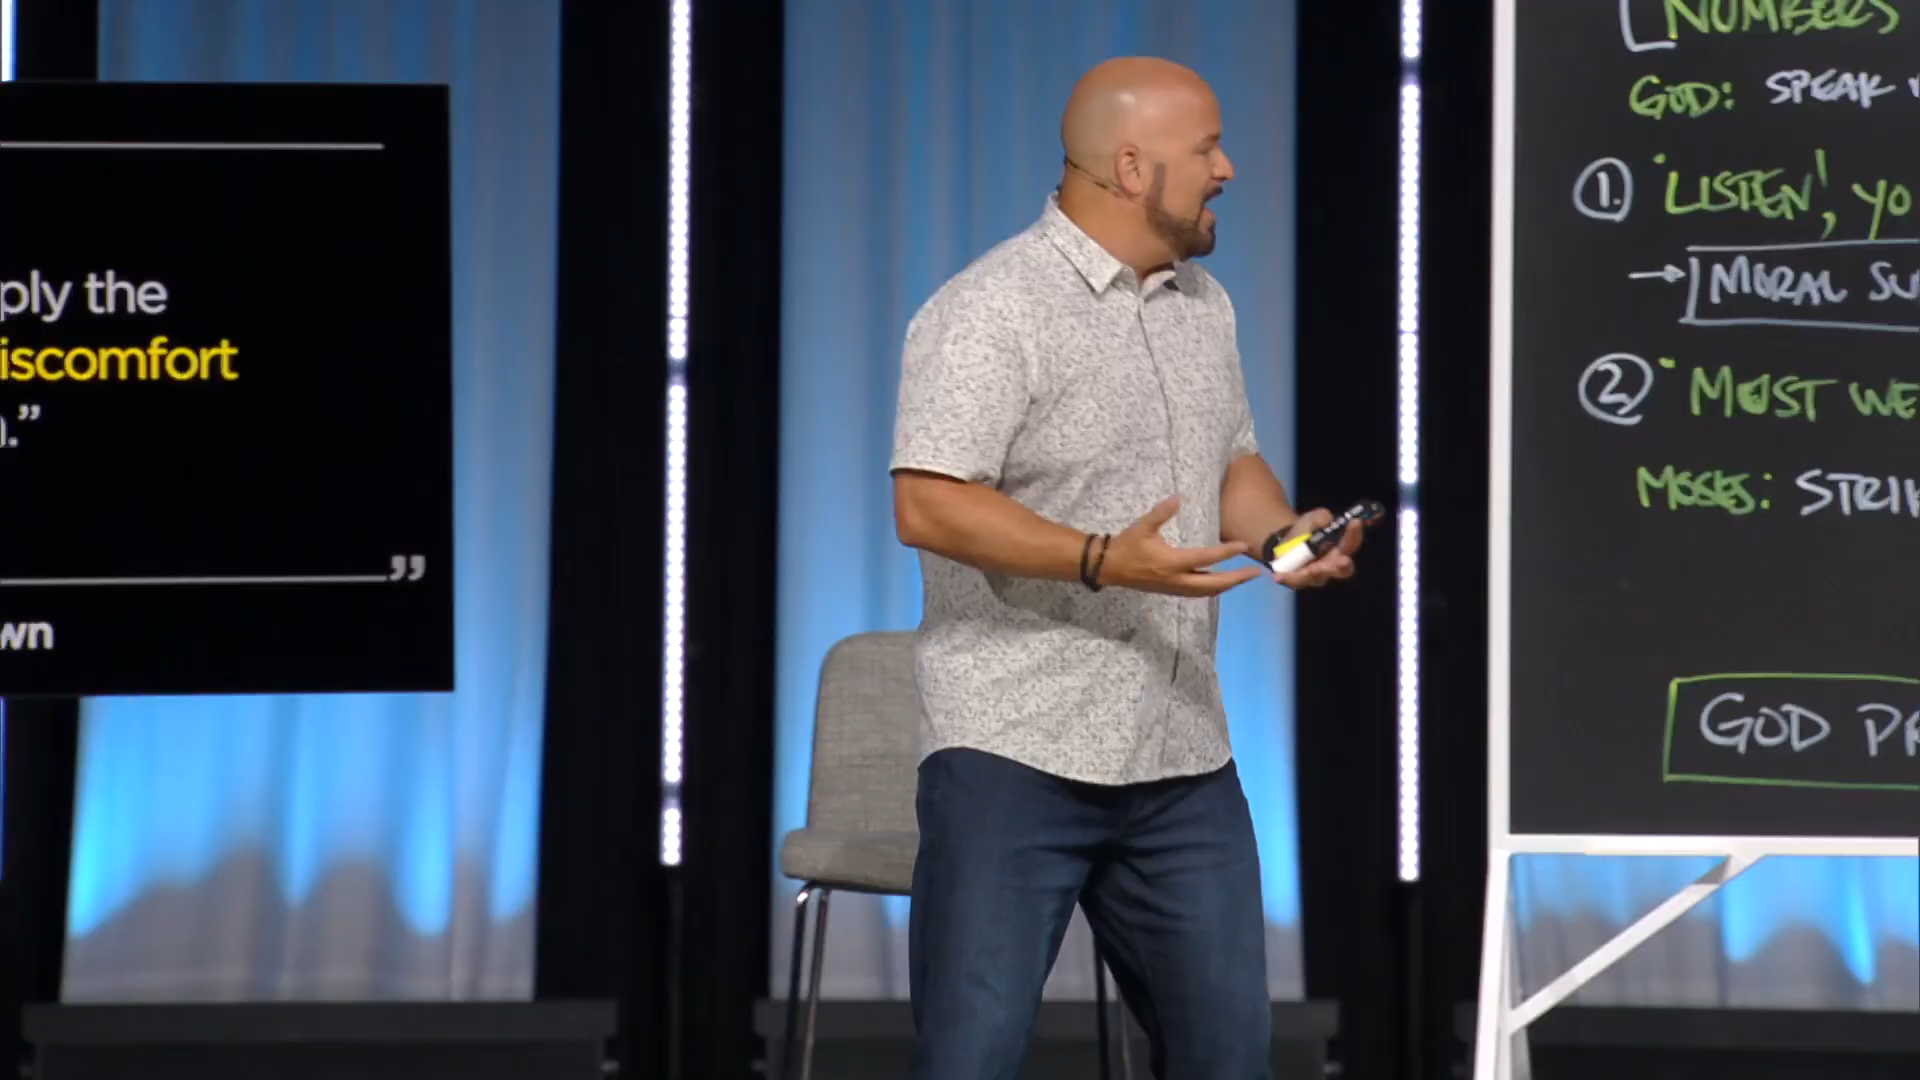 ply the
iscomfort
.”
”
wn
NUMBERS
GOD: SPEAK
① "LISTEN", YO
→ MORAL SU
② "MUST WE
MOSES: STRIK
GOD PR